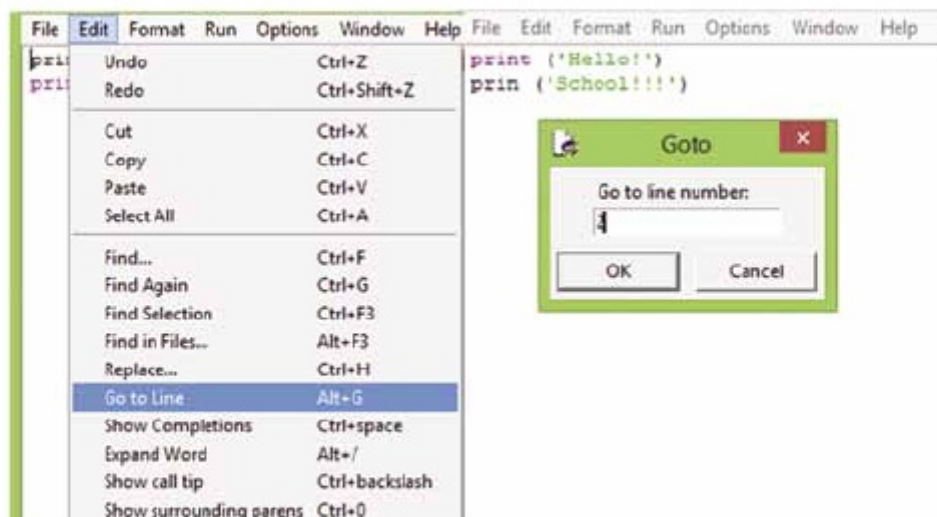 File Edit Format Run Options Window Help
Undo Ctrl+Z
Redo Ctrl+Shift+Z
Cut Ctrl+X
Copy Ctrl+C
Paste Ctrl+V
Select All Ctrl+A
Find... Ctrl+F
Find Again Ctrl+G
Find Selection Ctrl+F3
Find in Files... Alt+F3
Replace... Ctrl+H
Go to Line Alt+G
Show Completions Ctrl+space
Expand Word Alt+/
Show call tip Ctrl+backslash
Show surrounding parens Ctrl+0
File Edit Format Run Options Window Help
print ('Hello!')
prin ('School!!!')
Goto
Go to line number:
OK Cancel